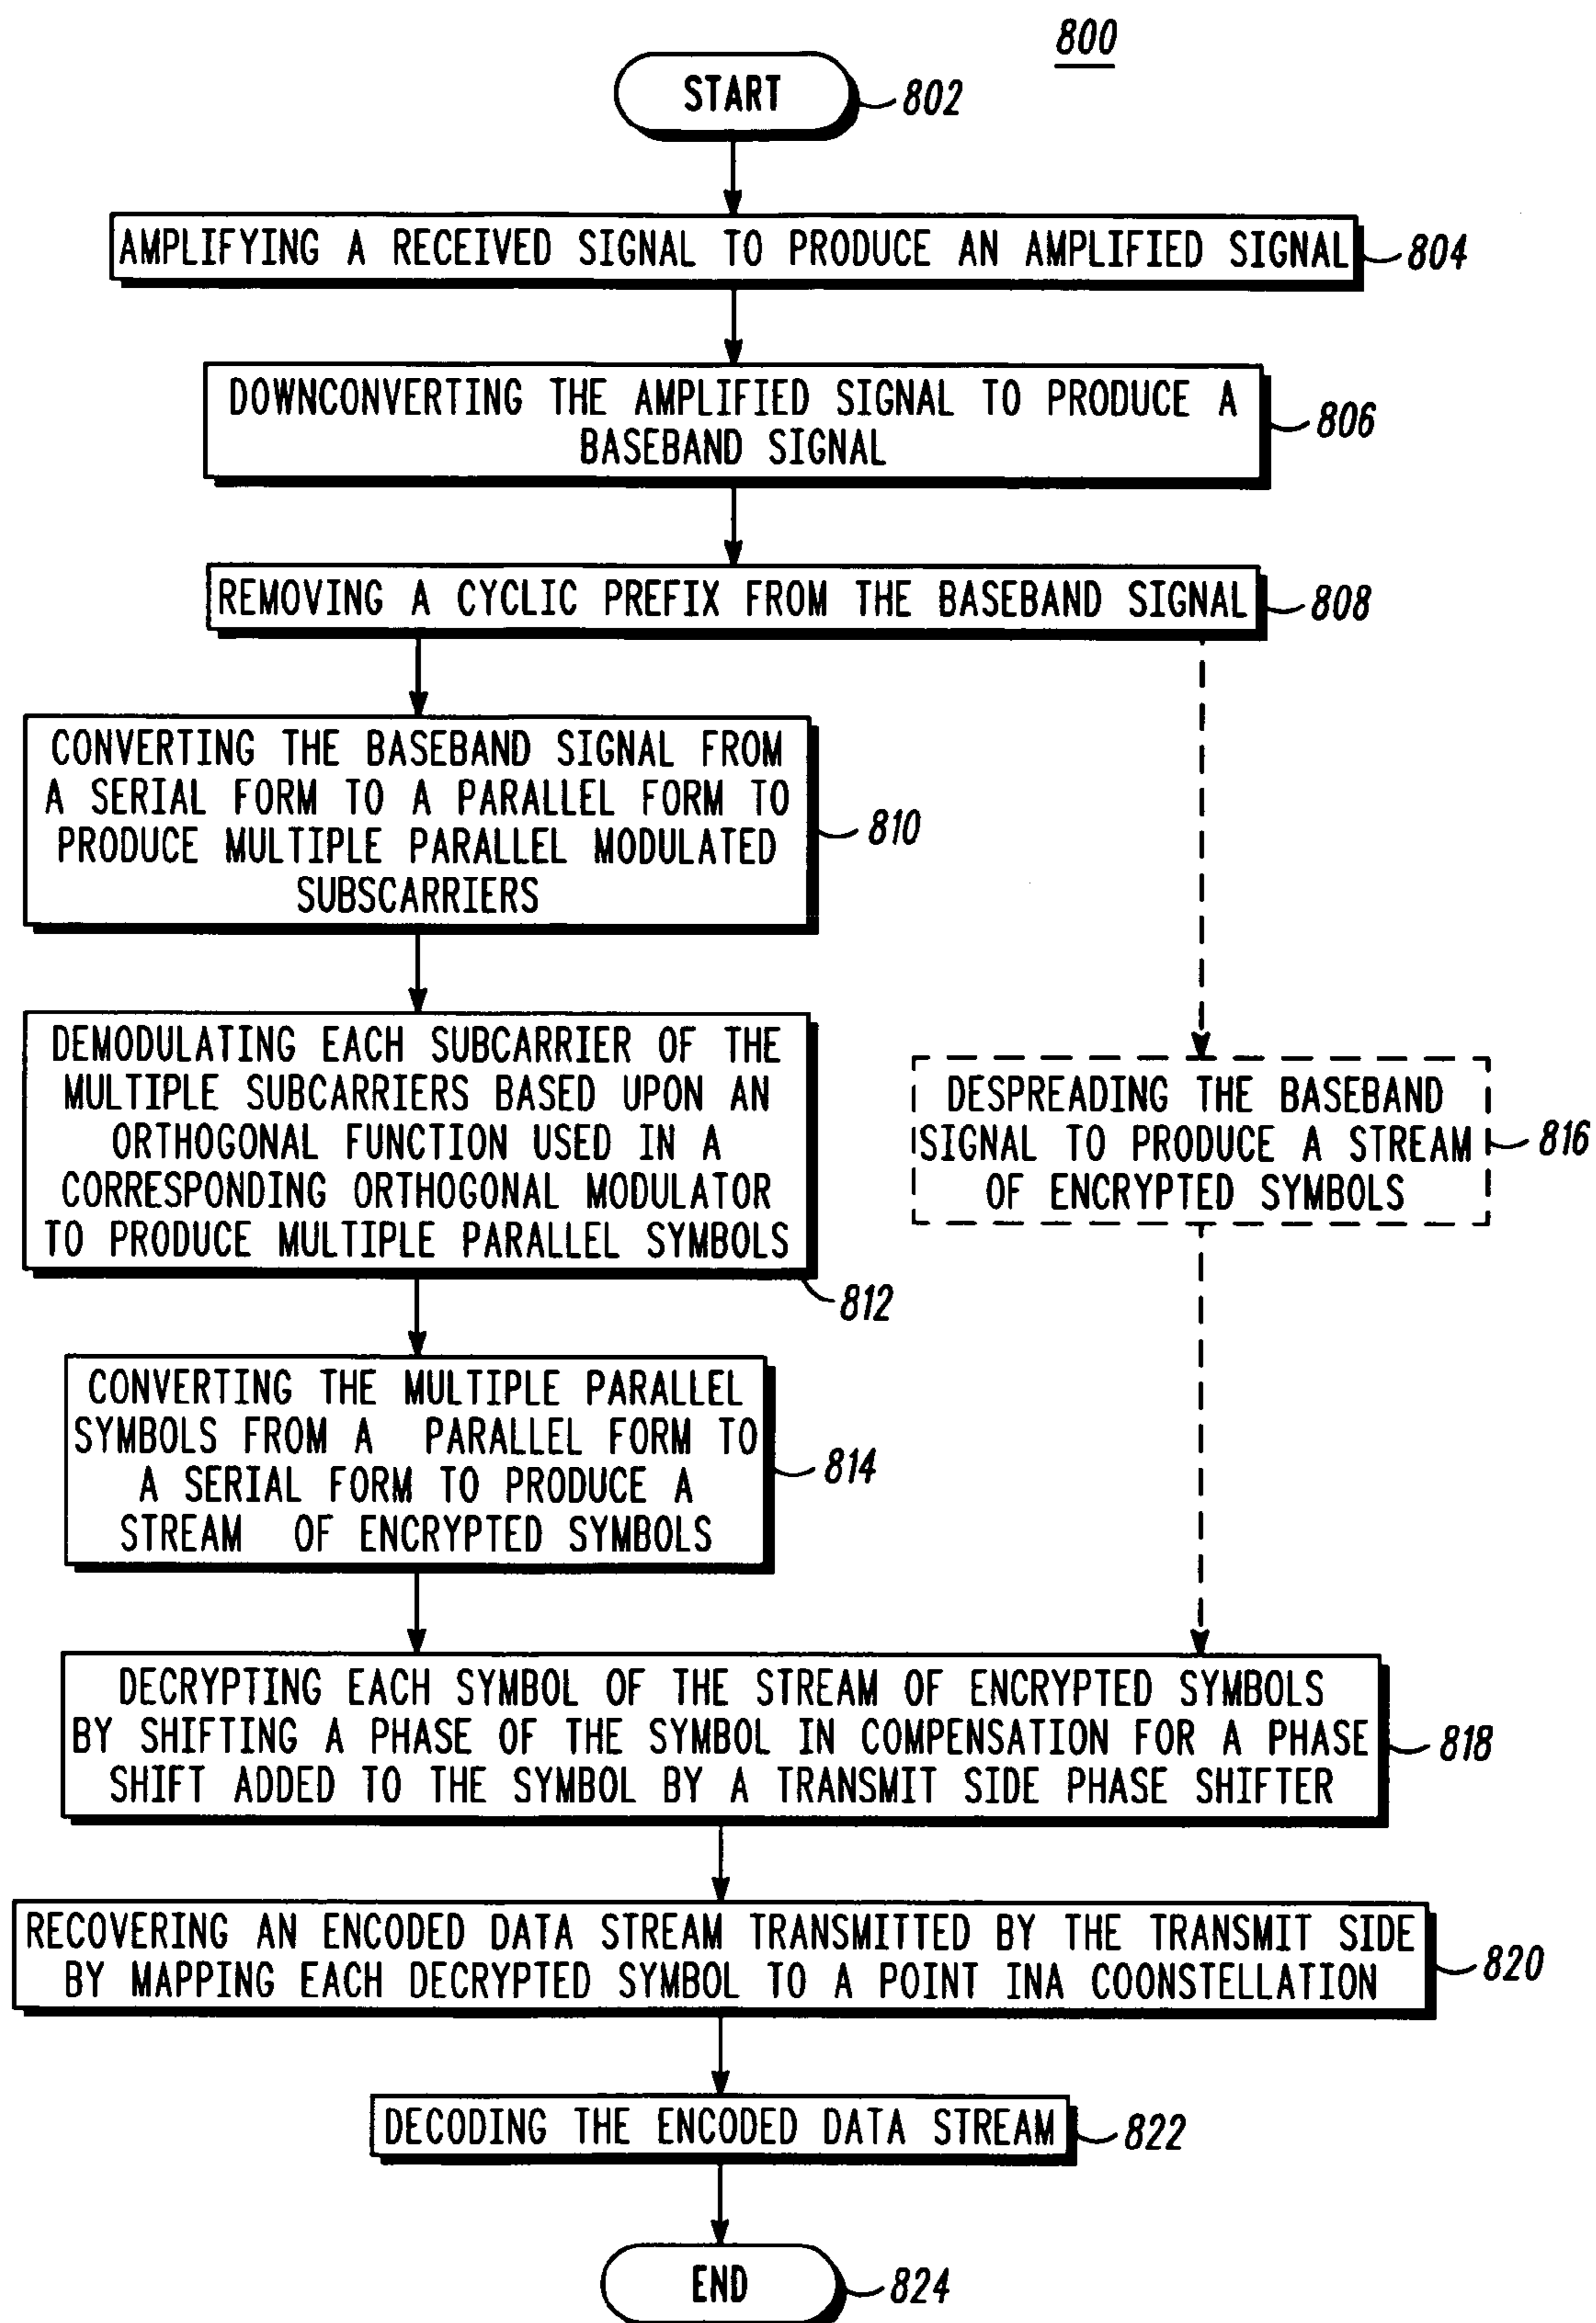 800
START
802
AMPLIFYING A RECEIVED SIGNAL TO PRODUCE AN AMPLIFIED SIGNAL
804
DOWNCONVERTING THE AMPLIFIED SIGNAL TO PRODUCE A
BASEBAND SIGNAL
806
REMOVING A CYCLIC PREFIX FROM THE BASEBAND SIGNAL
808
CONVERTING THE BASEBAND SIGNAL FROM
A SERIAL FORM TO A PARALLEL FORM TO
PRODUCE MULTIPLE PARALLEL MODULATED
SUBSCARRIERS
810
DEMODULATING EACH SUBCARRIER OF THE
MULTIPLE SUBCARRIERS BASED UPON AN
ORTHOGONAL FUNCTION USED IN A
CORRESPONDING ORTHOGONAL MODULATOR
TO PRODUCE MULTIPLE PARALLEL SYMBOLS
812
DESPREADING THE BASEBAND
SIGNAL TO PRODUCE A STREAM
OF ENCRYPTED SYMBOLS
816
CONVERTING THE MULTIPLE PARALLEL
SYMBOLS FROM A PARALLEL FORM TO
A SERIAL FORM TO PRODUCE A
STREAM OF ENCRYPTED SYMBOLS
814
DECRYPTING EACH SYMBOL OF THE STREAM OF ENCRYPTED SYMBOLS
BY SHIFTING A PHASE OF THE SYMBOL IN COMPENSATION FOR A PHASE
SHIFT ADDED TO THE SYMBOL BY A TRANSMIT SIDE PHASE SHIFTER
818
RECOVERING AN ENCODED DATA STREAM TRANSMITTED BY THE TRANSMIT SIDE
BY MAPPING EACH DECRYPTED SYMBOL TO A POINT INA COONSTELLATION
820
DECODING THE ENCODED DATA STREAM
822
END
824